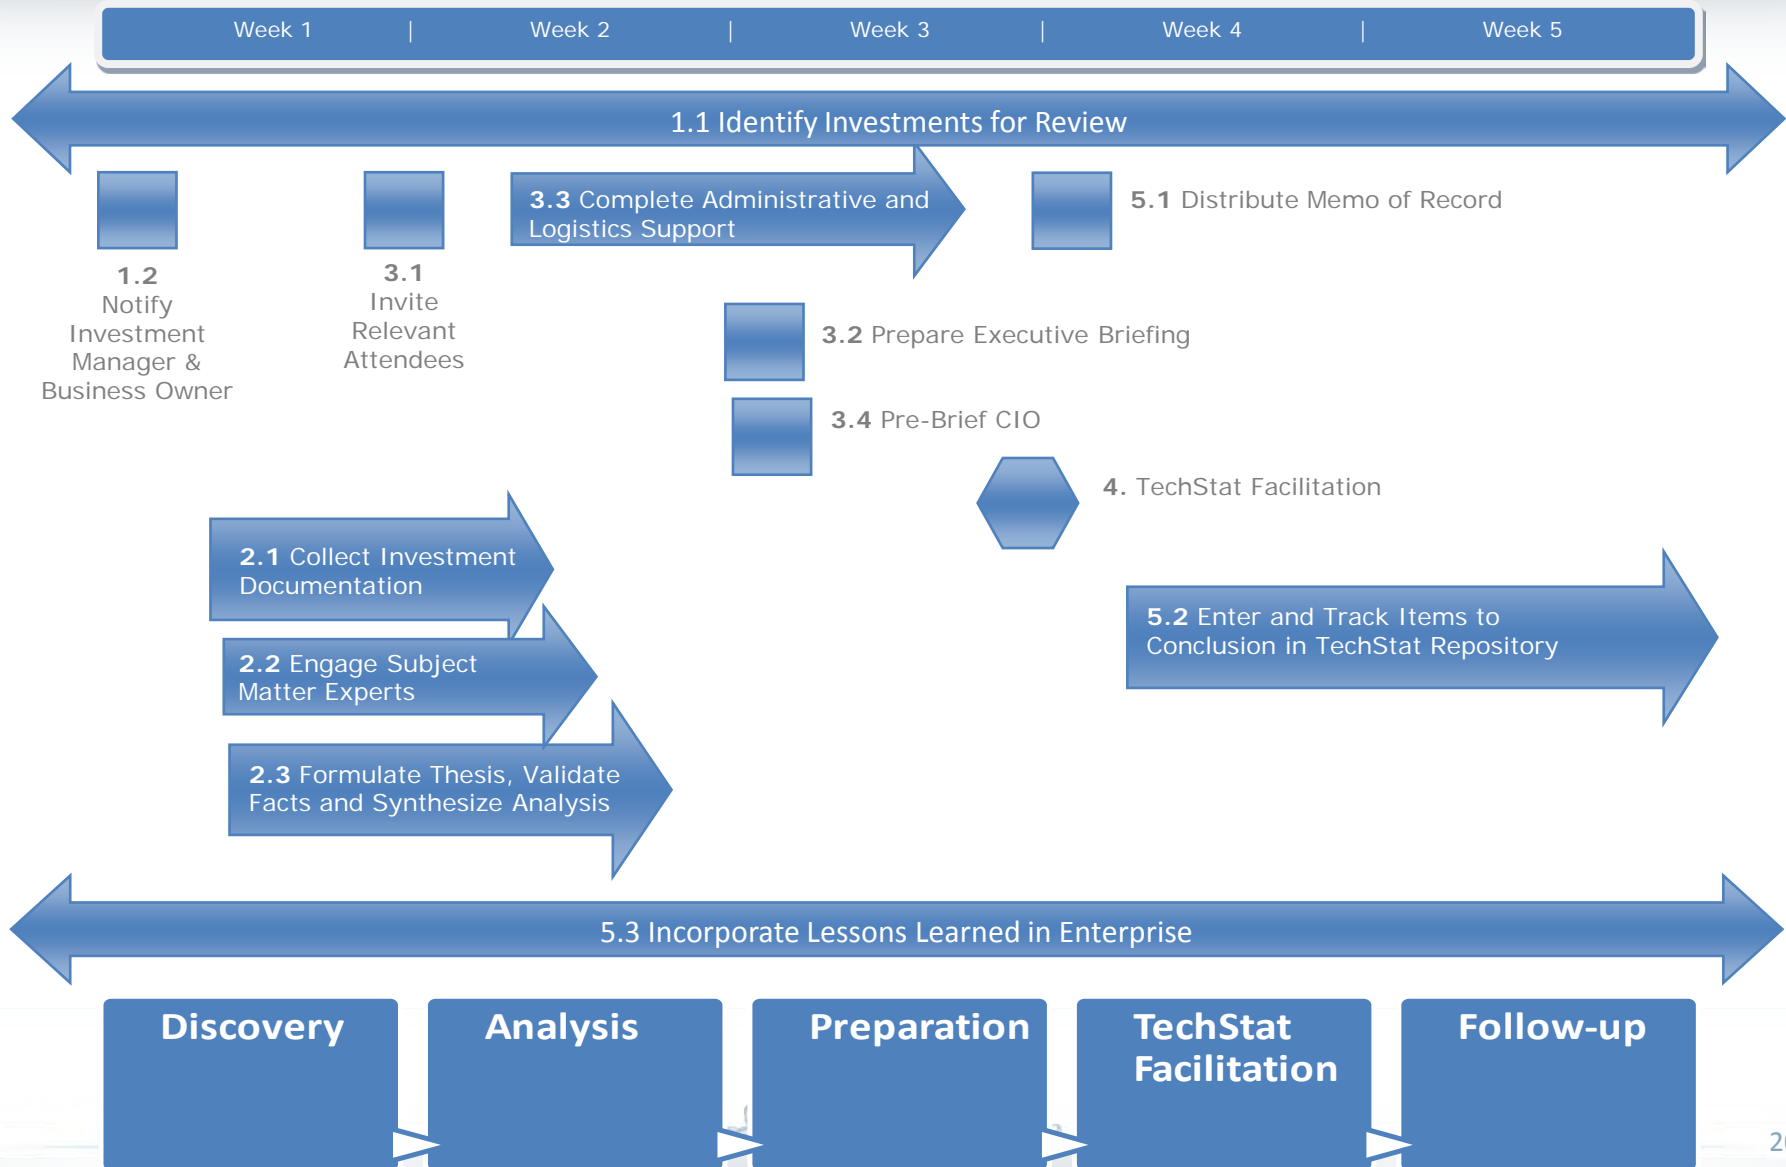 Week 1 | Week 2 | Week 3 | Week 4 | Week 5
1.1 Identify Investments for Review
1.2
Notify
Investment
Manager &
Business Owner
3.1
Invite
Relevant
Attendees
3.3 Complete Administrative and
Logistics Support
5.1 Distribute Memo of Record
3.2 Prepare Executive Briefing
3.4 Pre-Brief CIO
4. TechStat Facilitation
2.1 Collect Investment
Documentation
2.2 Engage Subject
Matter Experts
2.3 Formulate Thesis, Validate
Facts and Synthesize Analysis
5.2 Enter and Track Items to
Conclusion in TechStat Repository
5.3 Incorporate Lessons Learned in Enterprise
Discovery
Analysis
Preparation
TechStat
Facilitation
Follow-up